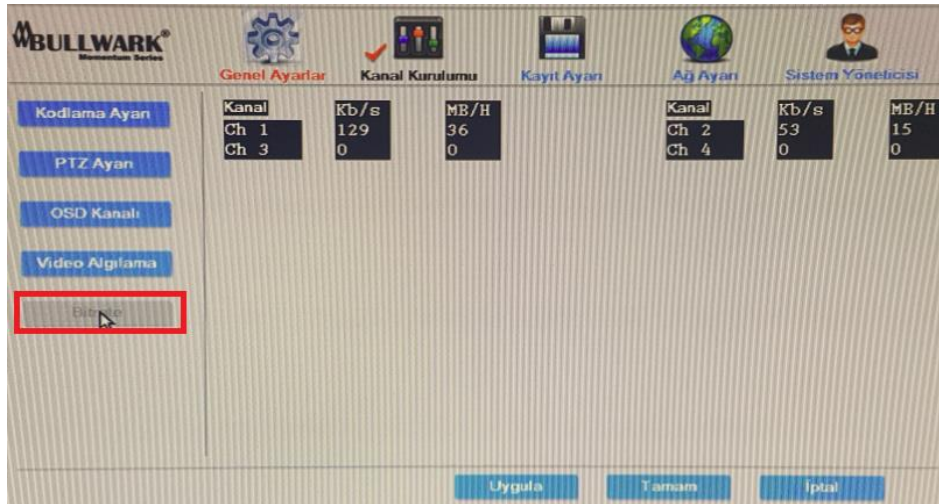 BULLWARK®
Momentum Series
Genel Ayarlar
Kanal Kurulumu
Kayıt Ayarı
Ağ Ayarı
Sistem Yöneticisi
Kodlama Ayarı
PTZ Ayarı
OSD Kanalı
Video Algılama
Kanal Kb/s MB/H Kanal Kb/s MB/H
Ch 1 129 36 Ch 2 53 15
Ch 3 0 0 Ch 4 0 0
Uygula
Tamam
İptal